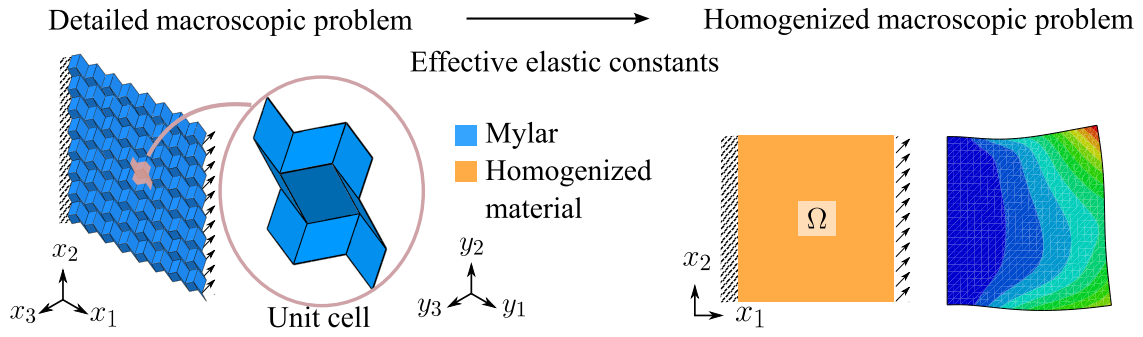 Detailed macroscopic problem
Homogenized macroscopic problem
Effective elastic constants
Mylar
Homogenized
material
Ω
x₂
x₃
x₁
Unit cell
y₂
y₃
y₁
x₂
x₁